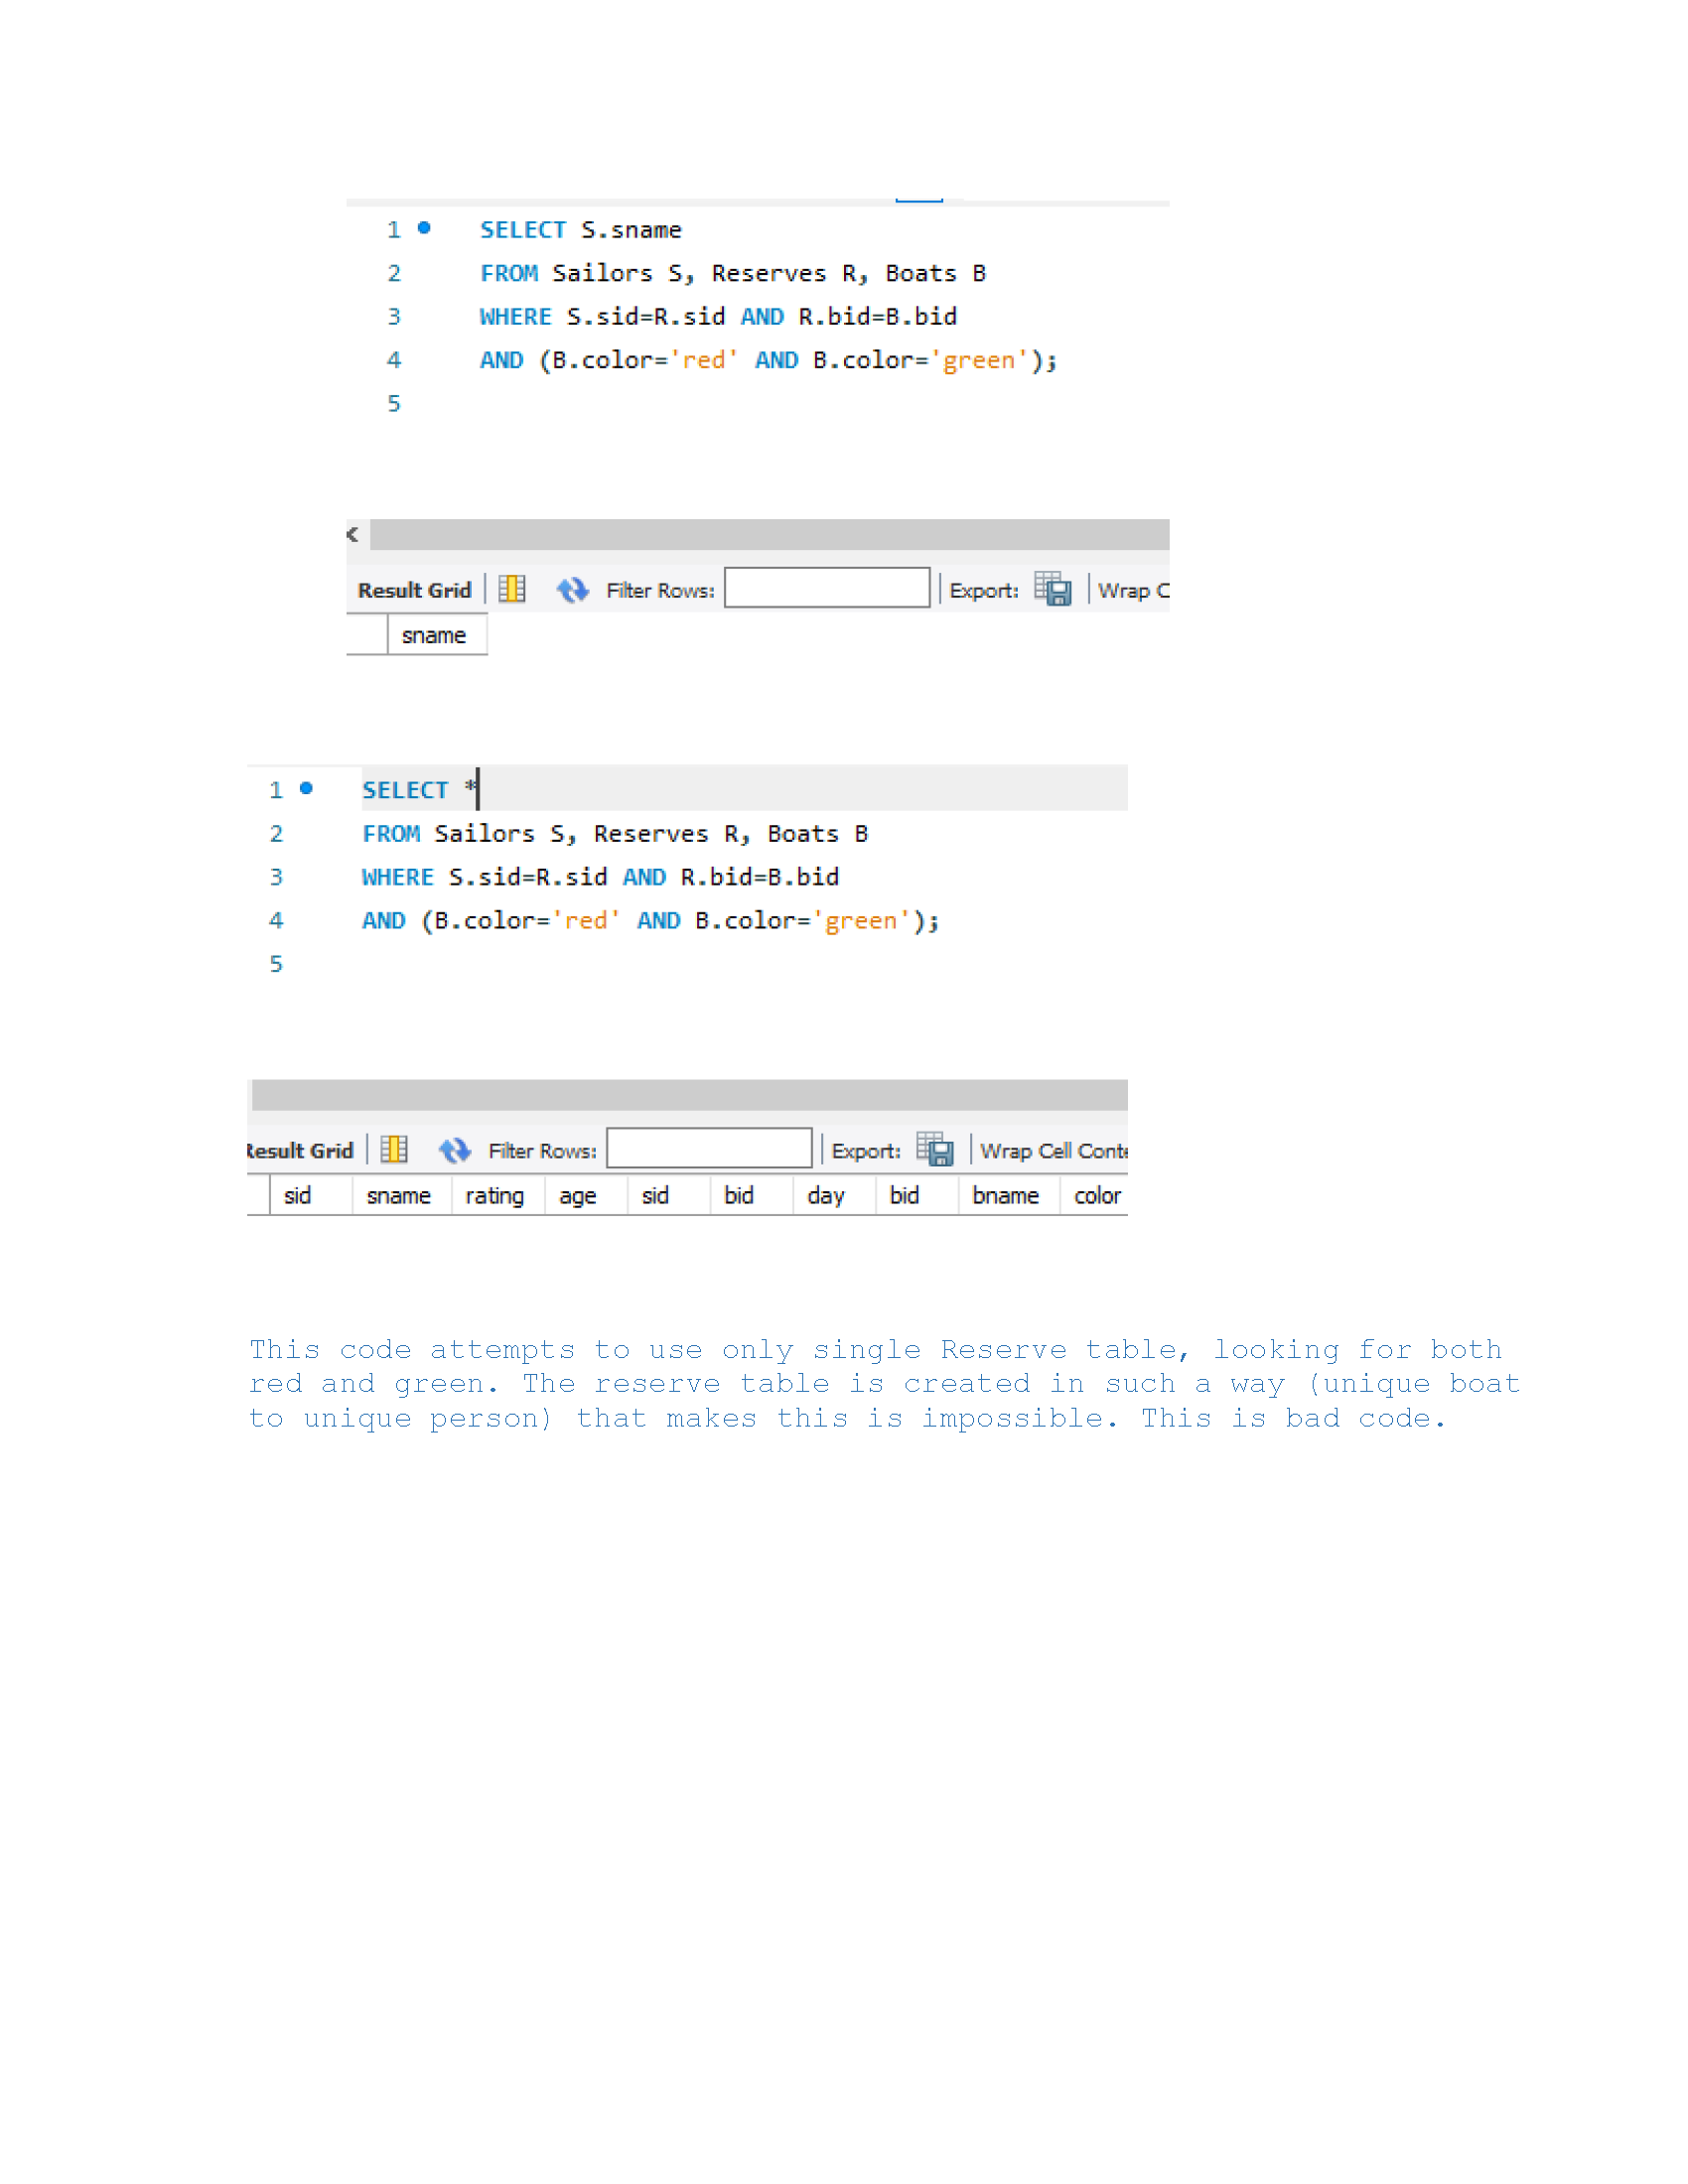 1 SELECT S.sname
2 FROM Sailors S, Reserves R, Boats B
3 WHERE S.sid=R.sid AND R.bid=B.bid
4 AND (B.color='red' AND B.color='green');
5
Result Grid Filter Rows: Export: Wrap C
sname
1 SELECT *
2 FROM Sailors S, Reserves R, Boats B
3 WHERE S.sid=R.sid AND R.bid=B.bid
4 AND (B.color='red' AND B.color='green');
5
Result Grid Filter Rows: Export: Wrap Cell Conte
sid sname rating age sid bid day bid bname color
This code attempts to use only single Reserve table, looking for both
red and green. The reserve table is created in such a way (unique boat
to unique person) that makes this is impossible. This is bad code.